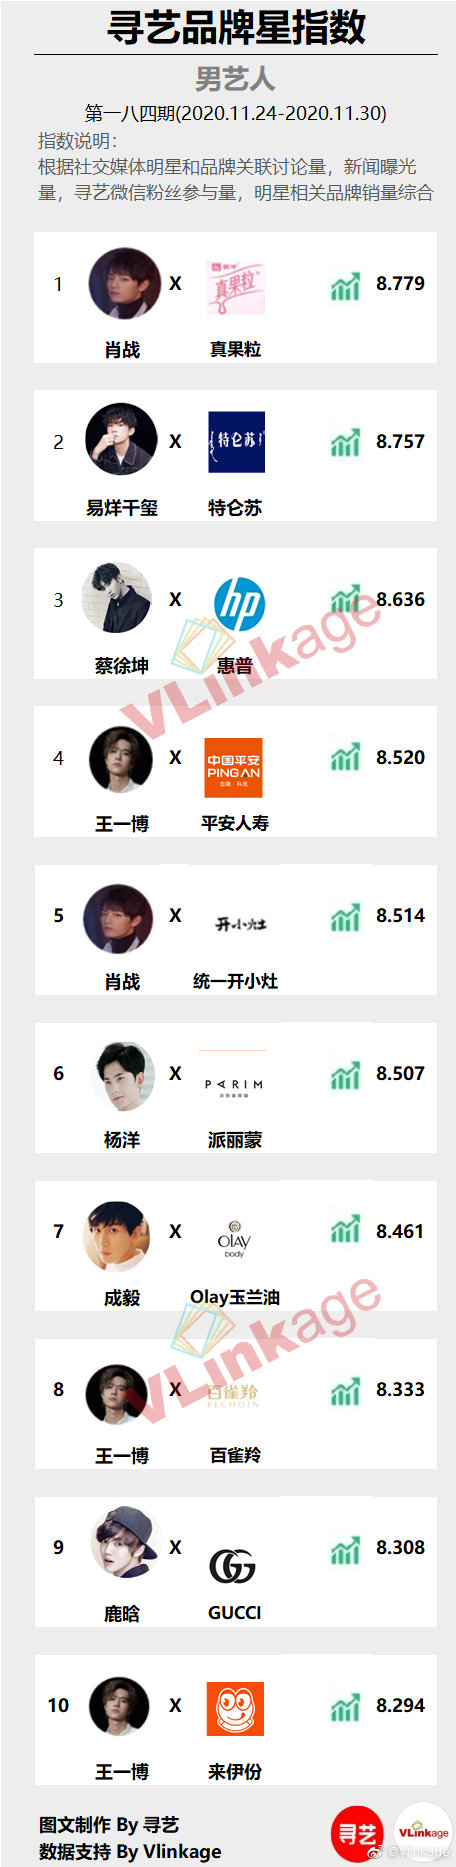 寻艺品牌星指数
男艺人
第一八四期(2020.11.24-2020.11.30)
指数说明：
根据社交媒体明星和品牌关联讨论量，新闻曝光
量，寻艺微信粉丝参与量，明星相关品牌销量综合
1 X 真果粒 8.779
肖战 真果粒
2 X 特仑苏 8.757
易烊千玺 特仑苏
3 X hp 8.636
蔡徐坤 惠普
VLinkage
4 X 中国平安 8.520
PINGAN
金融·科技
王一博 平安人寿
5 X 开小灶 8.514
肖战 统一开小灶
6 X PARIM 8.507
杨洋 派丽蒙
7 X OLAY 8.461
body
成毅 Olay玉兰油
VLinkage
8 X 百雀羚 8.333
PECHOIN
王一博 百雀羚
9 X GG 8.308
鹿晗 GUCCI
10 X 8.294
王一博 来伊份
图文制作 By 寻艺
数据支持 By Vlinkage
寻艺
VLinkage
@Vlinkage